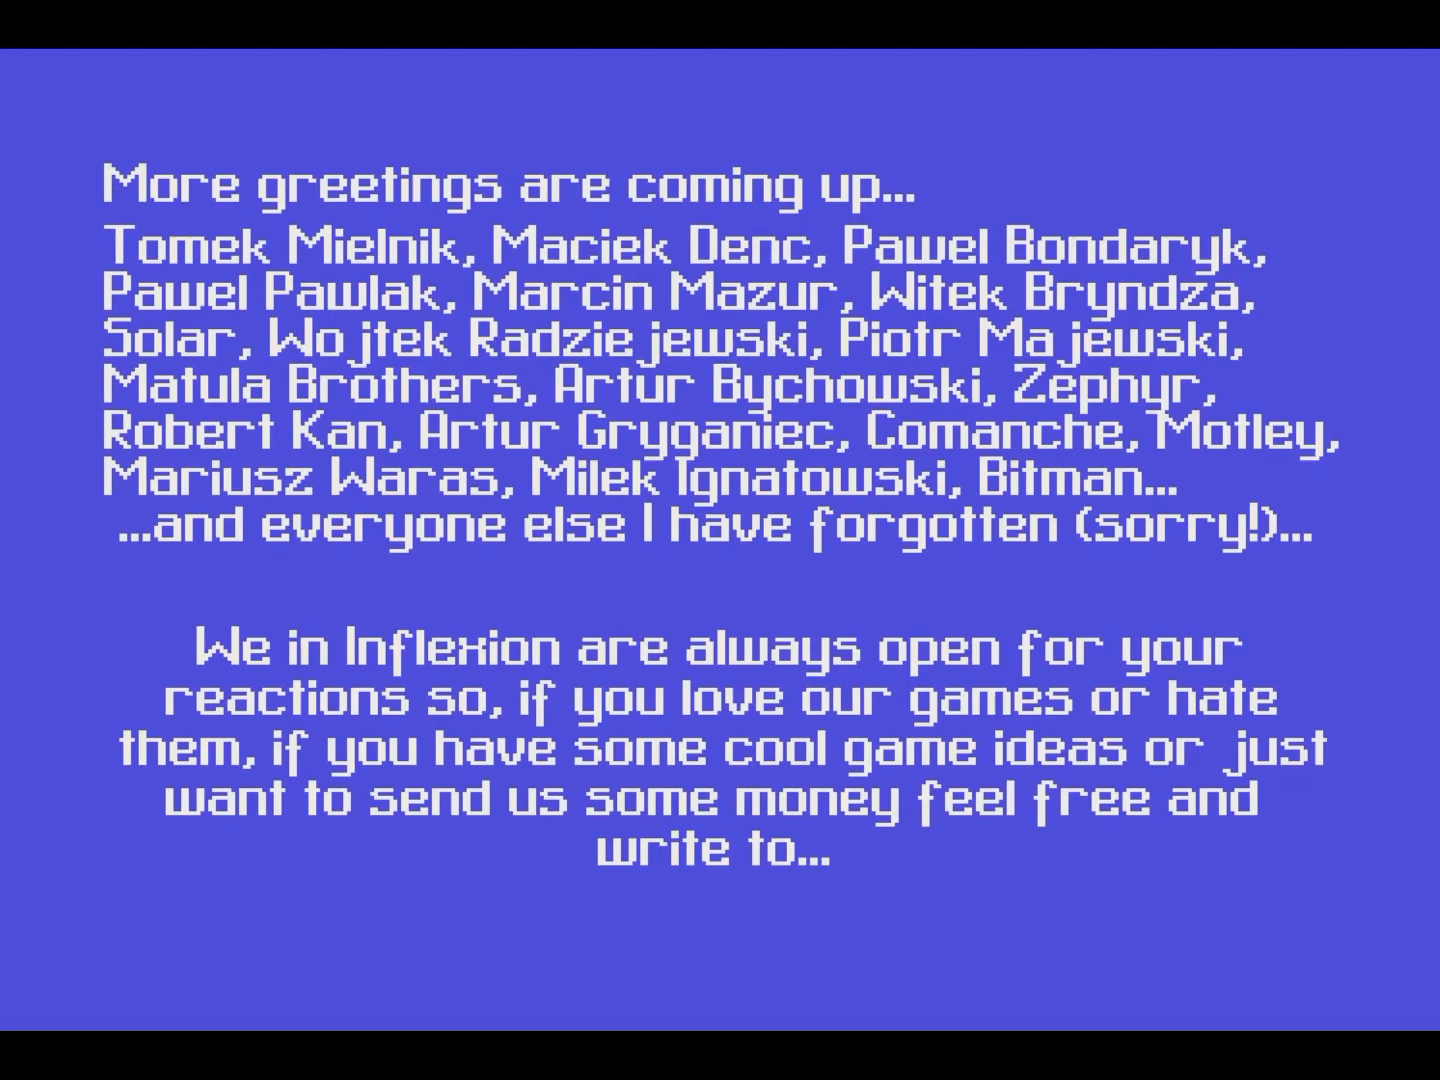 More greetings are coming up...
Tomek Mielnik, Maciek Denc, Pawel Bondaryk,
Pawel Pawlak, Marcin Mazur, Witek Bryndza,
Solar, Wojtek Radziejewski, Piotr Majewski,
Matula Brothers, Artur Bychowski, Zephyr,
Robert Kan, Artur Gryganiec, Comanche, Motley,
Mariusz Waras, Milek Ignatowski, Bitman...
...and everyone else I have forgotten (sorry!)...
We in Inflexion are always open for your
reactions so, if you love our games or hate
them, if you have some cool game ideas or just
want to send us some money feel free and
write to...